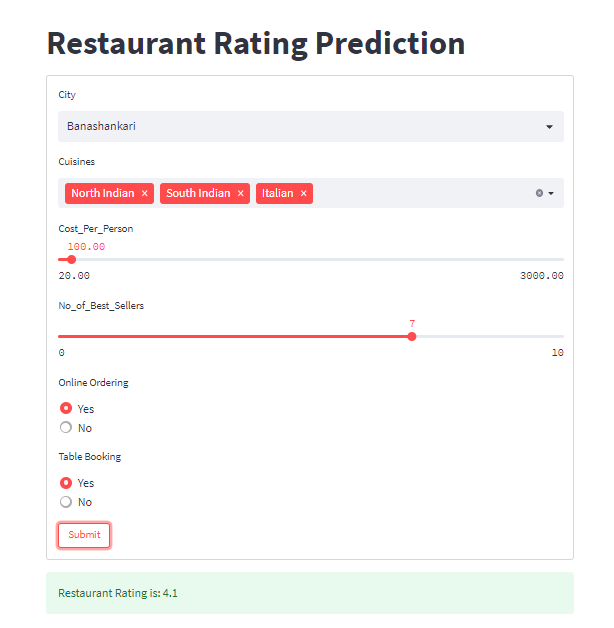 Restaurant Rating Prediction
City
Banashankari
Cuisines
North Indian × South Indian × Italian ×
Cost_Per_Person
100.00
20.00 3000.00
No_of_Best_Sellers
7
0 10
Online Ordering
Yes
No
Table Booking
Yes
No
Submit
Restaurant Rating is: 4.1